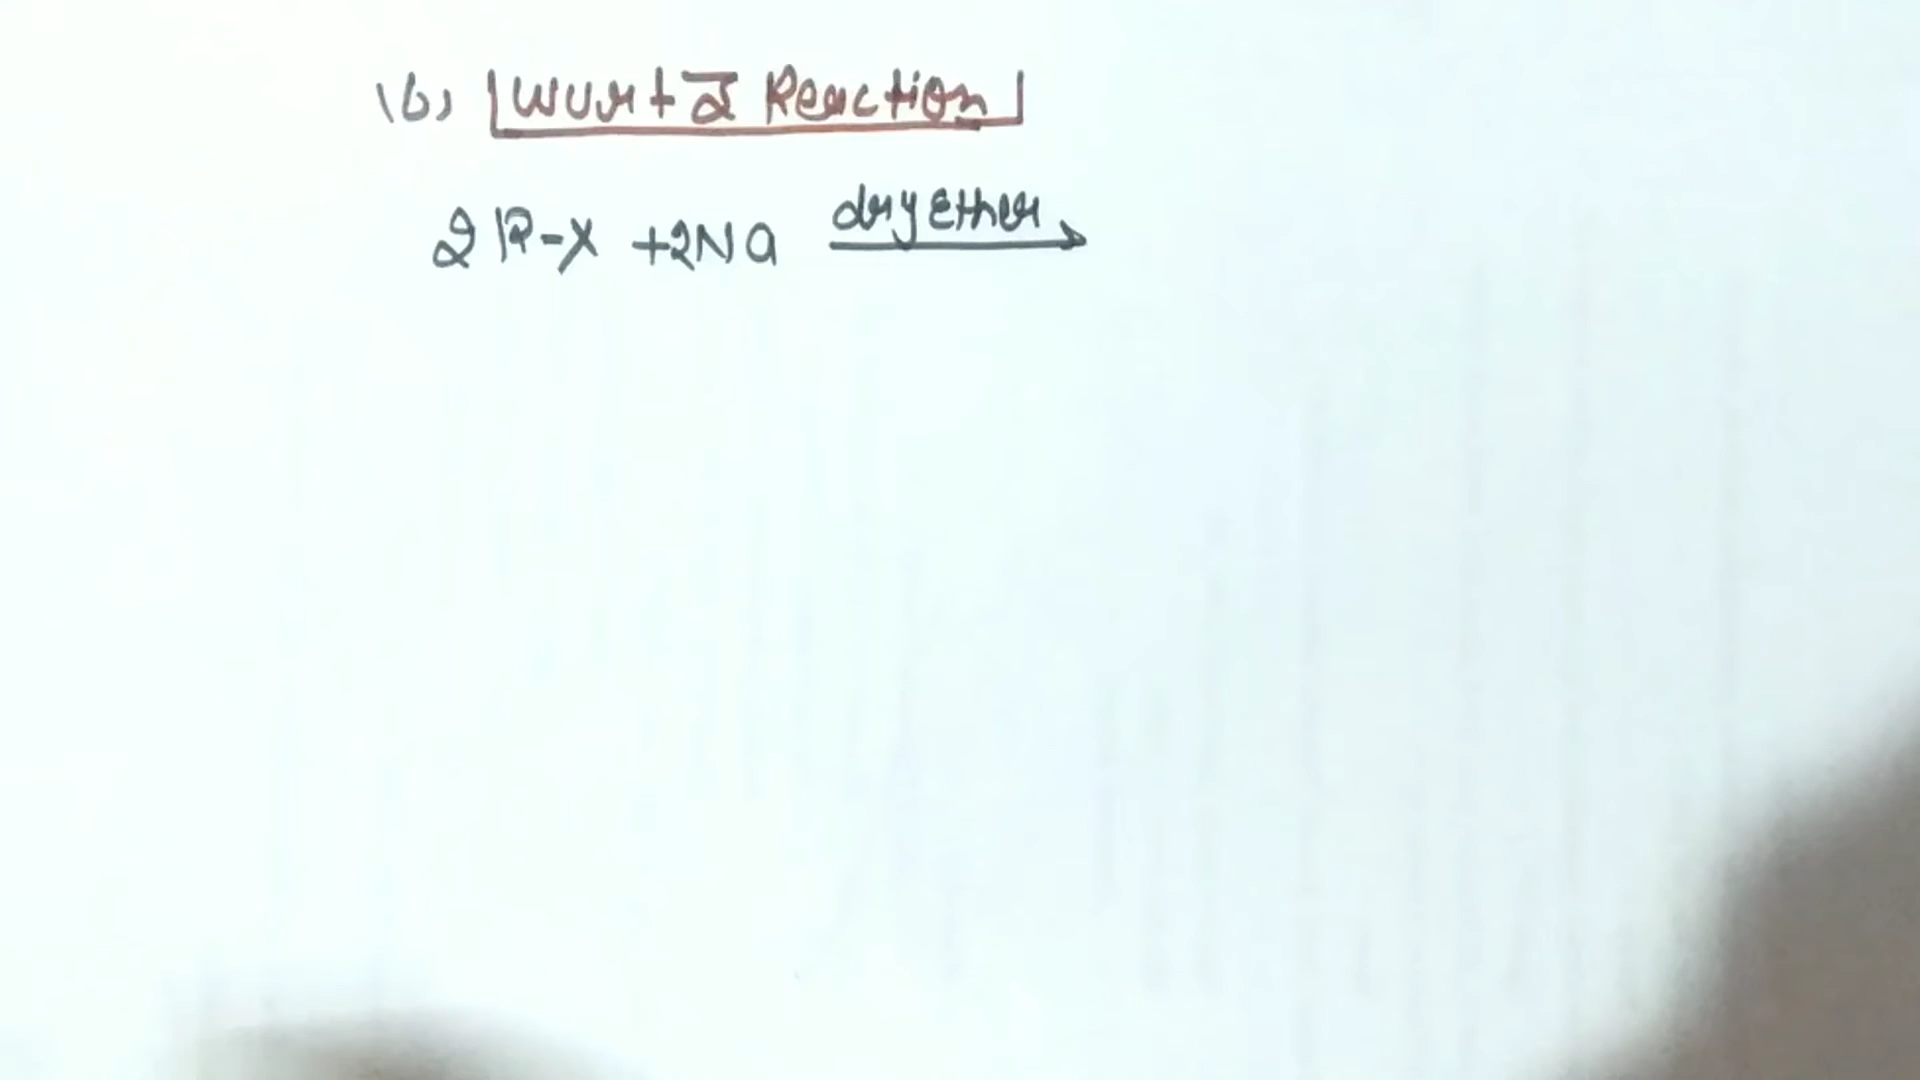 (b) Wurtz Reaction
2R-X +2Na dry Ether →